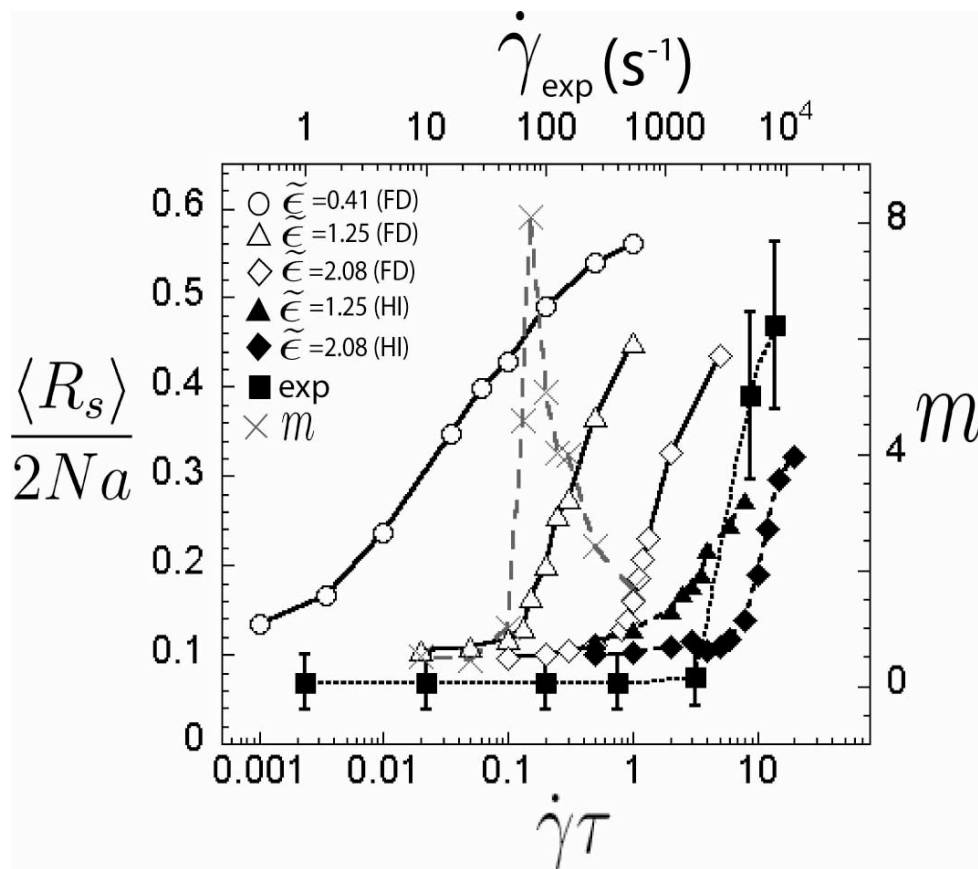 γ̇exp (s⁻¹)
1 10 100 1000 10⁴
0.6
0.5
0.4
0.3
0.2
0.1
0
⟨Rs⟩
2Na
ϵ̃ =0.41 (FD)
ϵ̃ =1.25 (FD)
ϵ̃ =2.08 (FD)
ϵ̃ =1.25 (HI)
ϵ̃ =2.08 (HI)
exp
m
8
4
0
m
0.001 0.01 0.1 1 10
γ̇τ